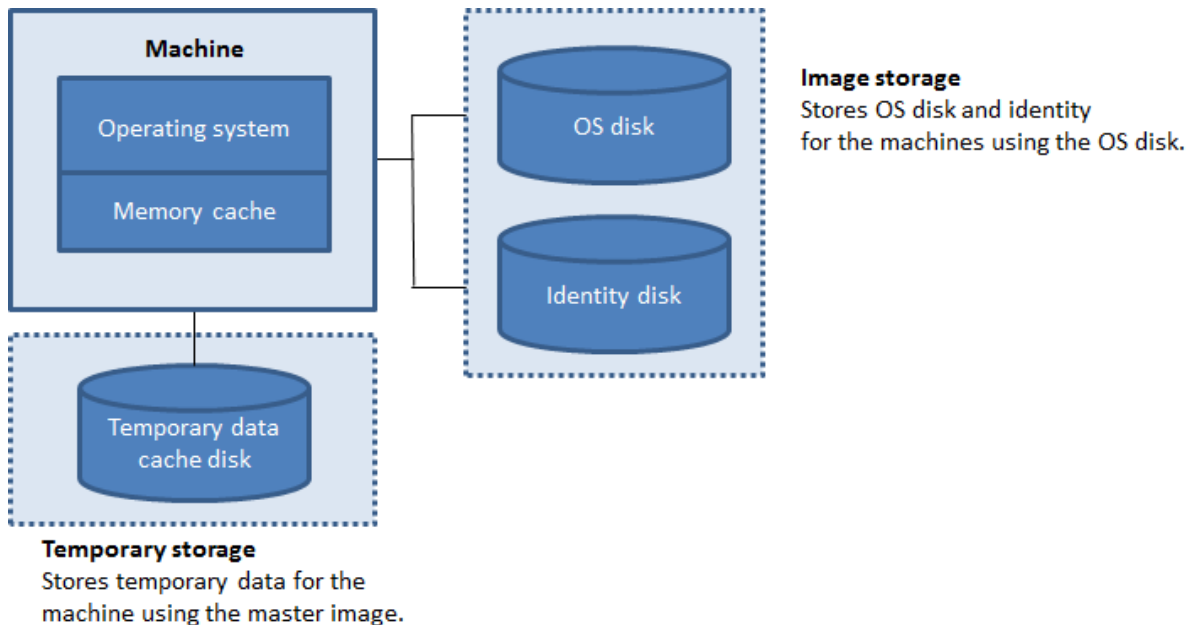 Machine
Operating system
Memory cache
OS disk
Identity disk
Image storage
Stores OS disk and identity
for the machines using the OS disk.
Temporary data
cache disk
Temporary storage
Stores temporary data for the
machine using the master image.